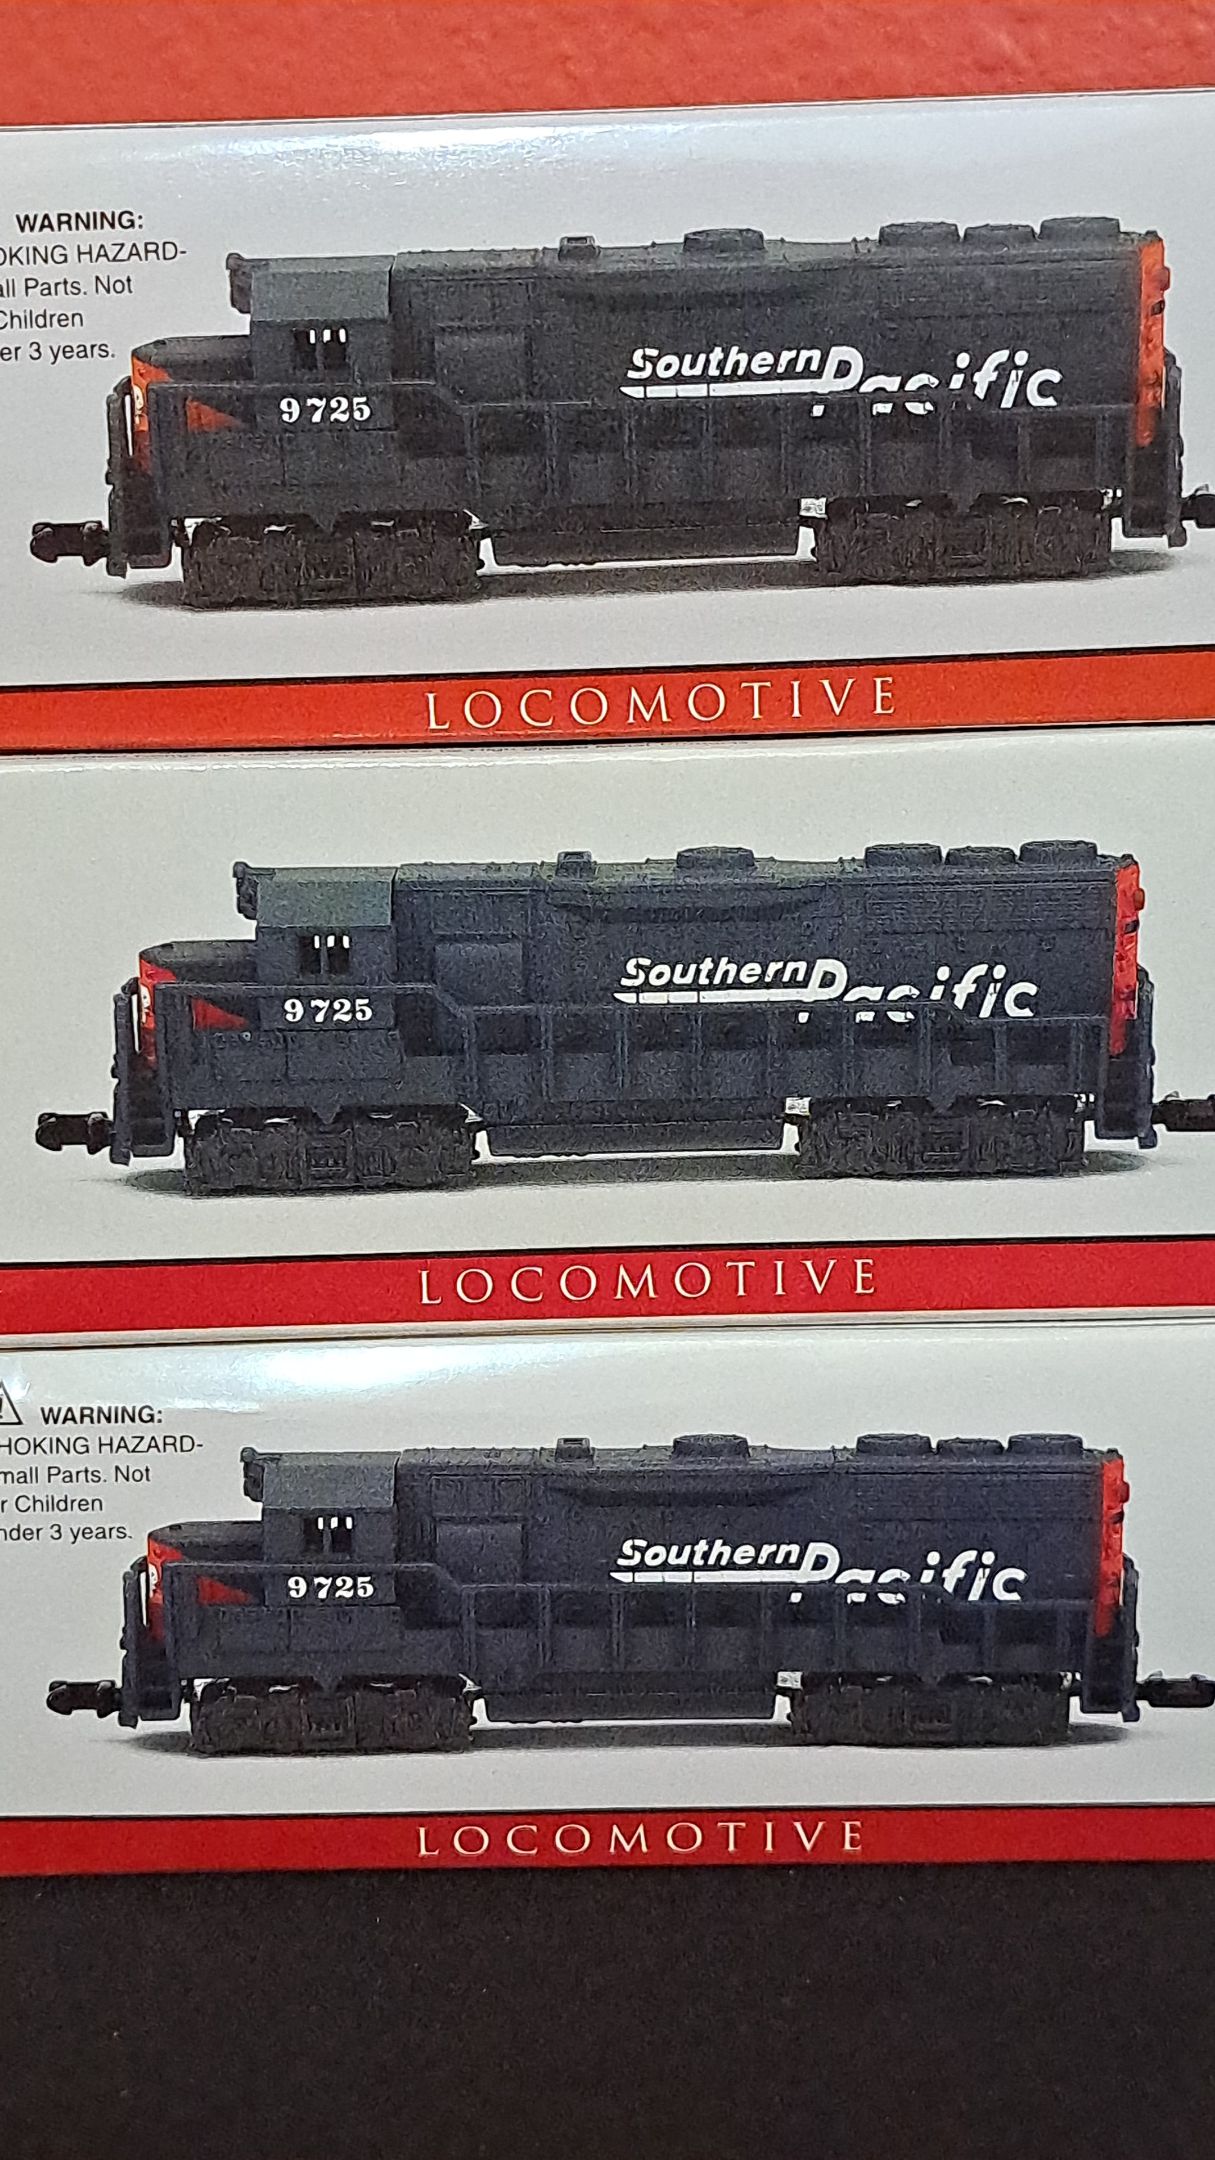 WARNING:
OKING HAZARD-
all Parts. Not
Children
er 3 years.
Southern Pacific
9725
LOCOMOTIVE
Southern Pacific
9725
LOCOMOTIVE
WARNING:
HOKING HAZARD-
mall Parts. Not
r Children
nder 3 years.
Southern Pacific
9725
LOCOMOTIVE